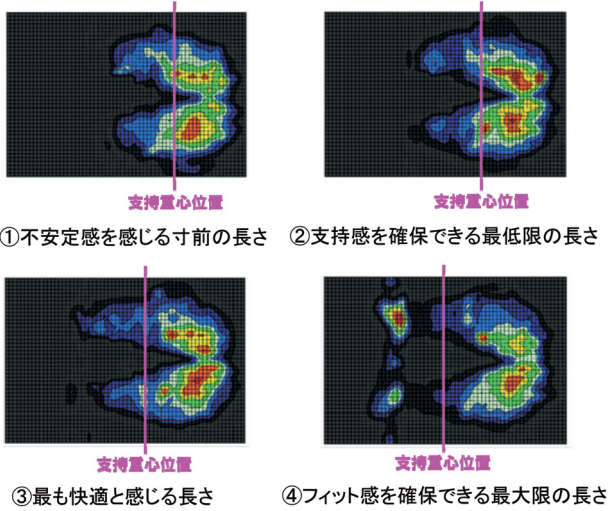 支持重心位置
支持重心位置
①不安定感を感じる寸前の長さ
②支持感を確保できる最低限の長さ
支持重心位置
支持重心位置
③最も快適と感じる長さ
④フィット感を確保できる最大限の長さ